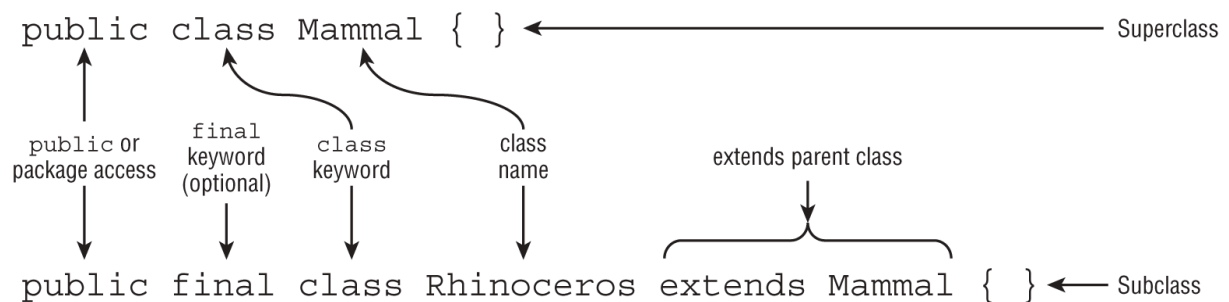 public class Mammal { }
Superclass
public or
package access
final
keyword
(optional)
class
keyword
class
name
extends parent class
public final class Rhinoceros extends Mammal { }
Subclass